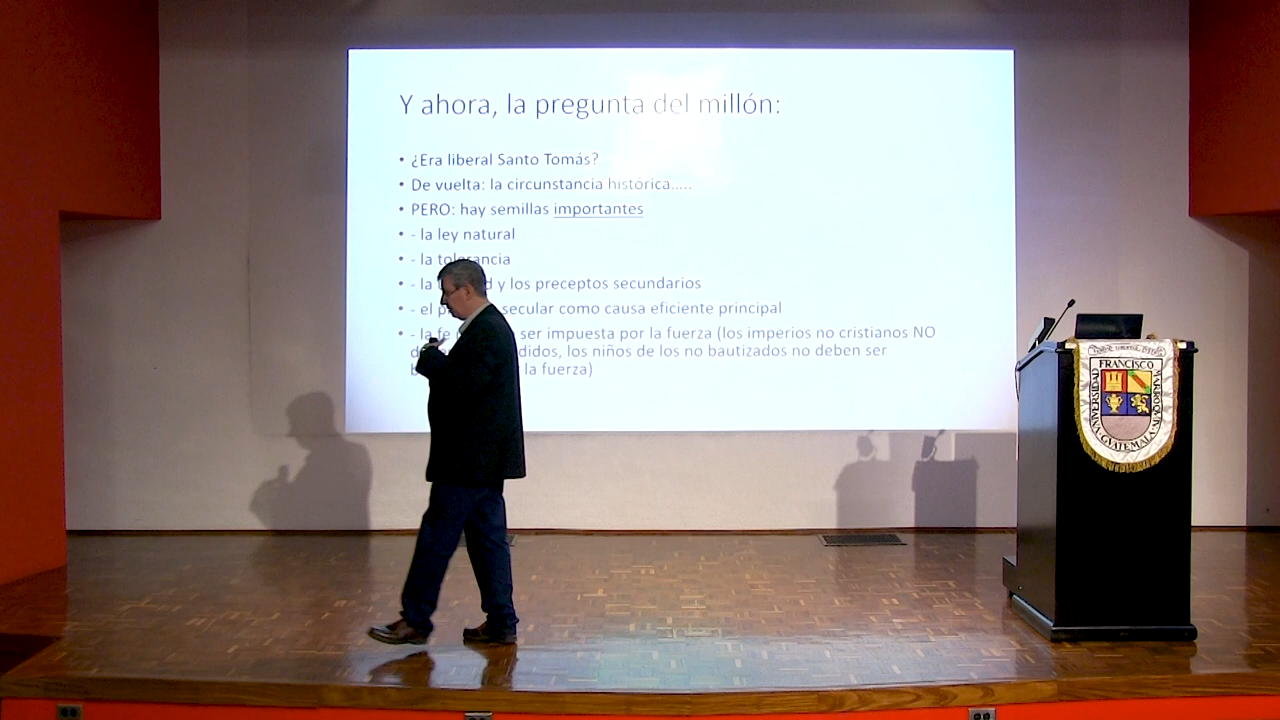 Y ahora, la pregunta del millón:
• ¿Era liberal Santo Tomás?
• De vuelta: la circunstancia histórica.....
• PERO: hay semillas importantes
• - la ley natural
• - la tolerancia
• - la y los preceptos secundarios
• - el secular como causa eficiente principal
• - la fe ser impuesta por la fuerza (los imperios no cristianos NO
los niños de los no bautizados no deben ser
la fuerza)
UNIVERSIDAD FRANCISCO MARROQUIN
GVATEMALA